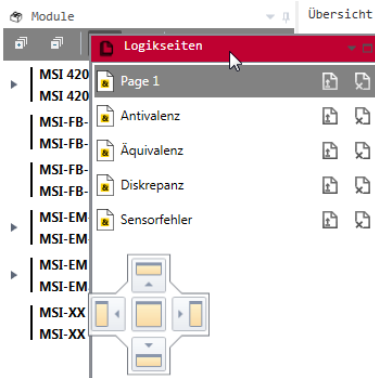 Module
Übersicht
Logikseiten
MSI 420
MSI 420
MSI-FB-
MSI-FB-
MSI-FB-
MSI-FB-
MSI-EM
MSI-EM
MSI-EM
MSI-EM
MSI-XX
MSI-XX
Page 1
Antivalenz
Äquivalenz
Diskrepanz
Sensorfehler